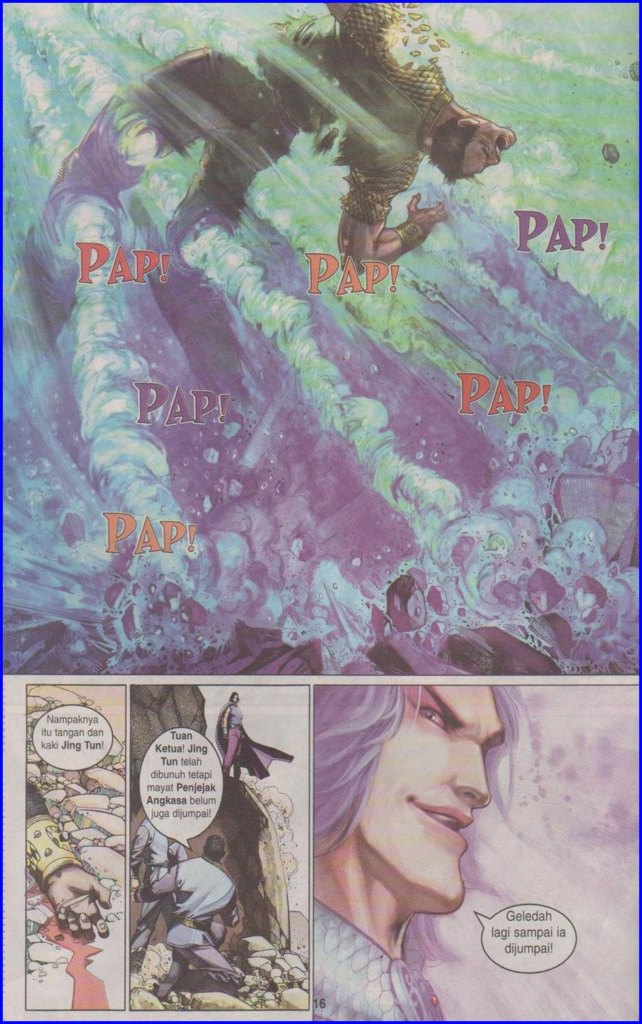 PAP!
PAP!
PAP!
PAP!
PAP!
PAP!
Nampaknya
itu tangan dan
kaki Jing Tun!
Tuan
Ketua! Jing
Tun telah
dibunuh tetapi
mayat Penjejak
Angkasa belum
juga dijumpai!
Geledah
lagi sampai ia
dijumpai!
16